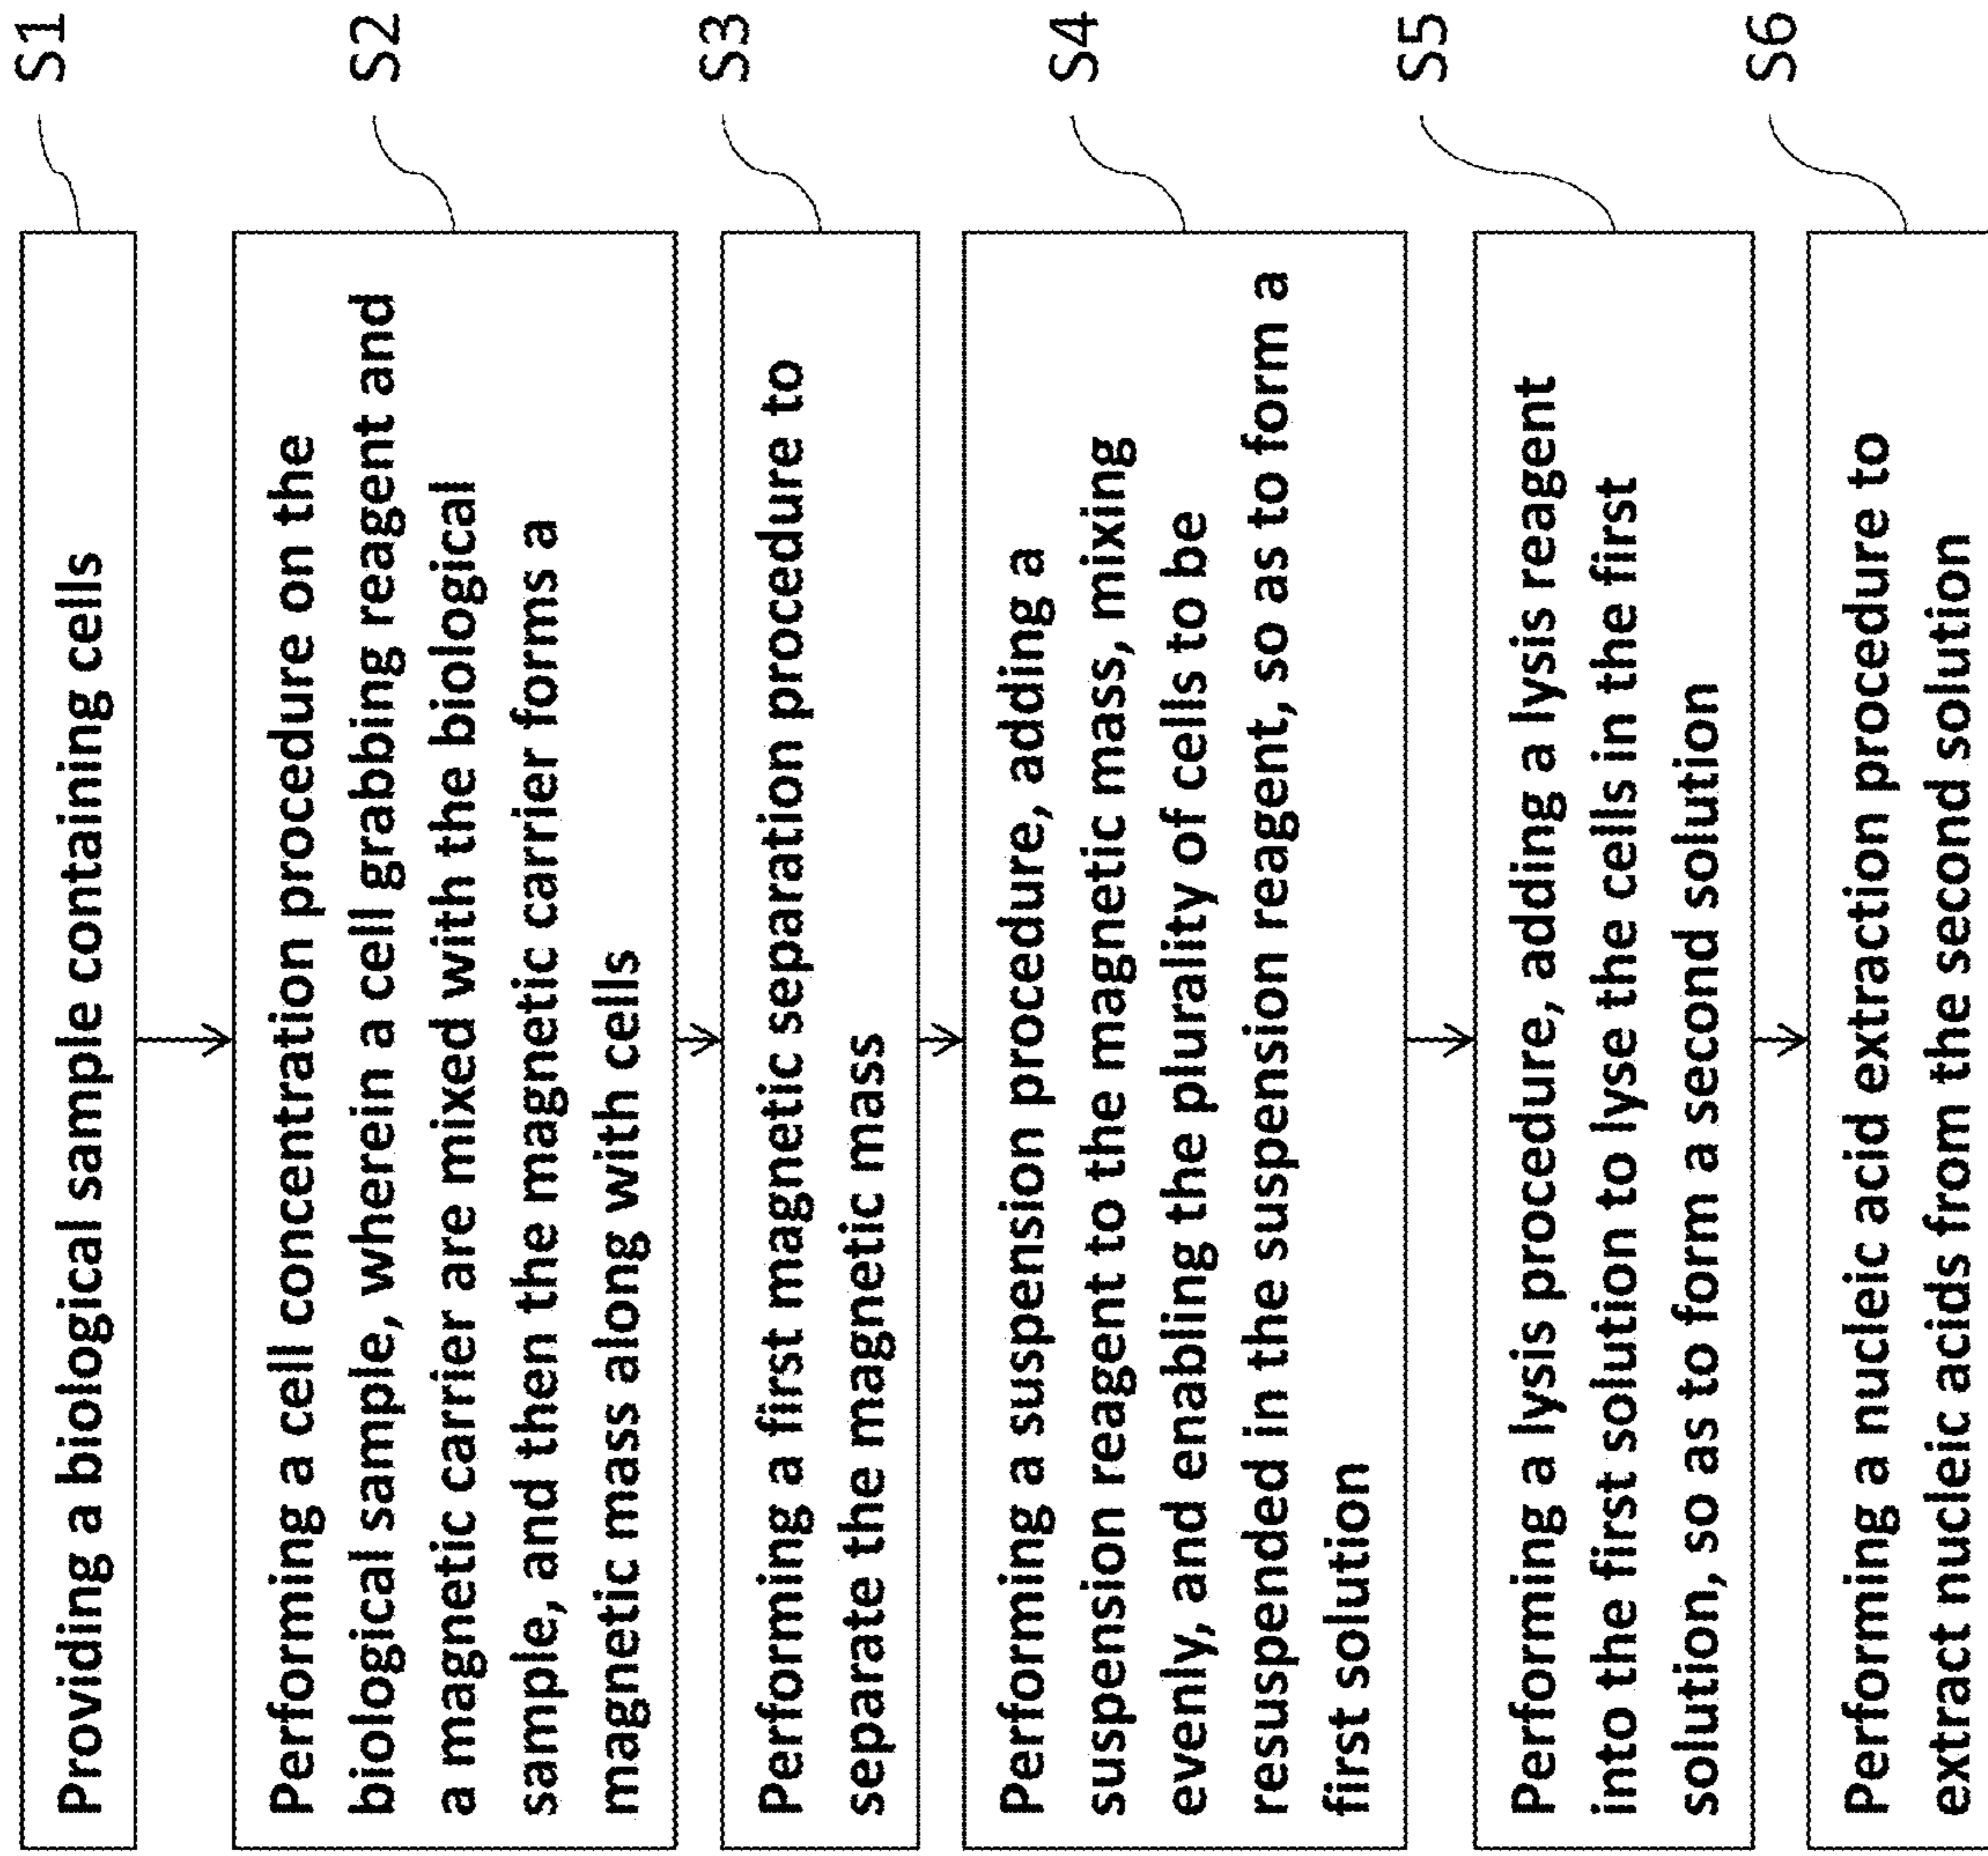 Providing a biological sample containing cells
S1
Performing a cell concentration procedure on the
biological sample, wherein a cell grabbing reagent and
a magnetic carrier are mixed with the biological
sample, and then the magnetic carrier forms a
magnetic mass along with cells
S2
Performing a first magnetic separation procedure to
separate the magnetic mass
S3
Performing a suspension procedure, adding a
suspension reagent to the magnetic mass, mixing
evenly, and enabling the plurality of cells to be
resuspended in the suspension reagent, so as to form a
first solution
S4
Performing a lysis procedure, adding a lysis reagent
into the first solution to lyse the cells in the first
solution, so as to form a second solution
S5
Performing a nucleic acid extraction procedure to
extract nucleic acids from the second solution
S6